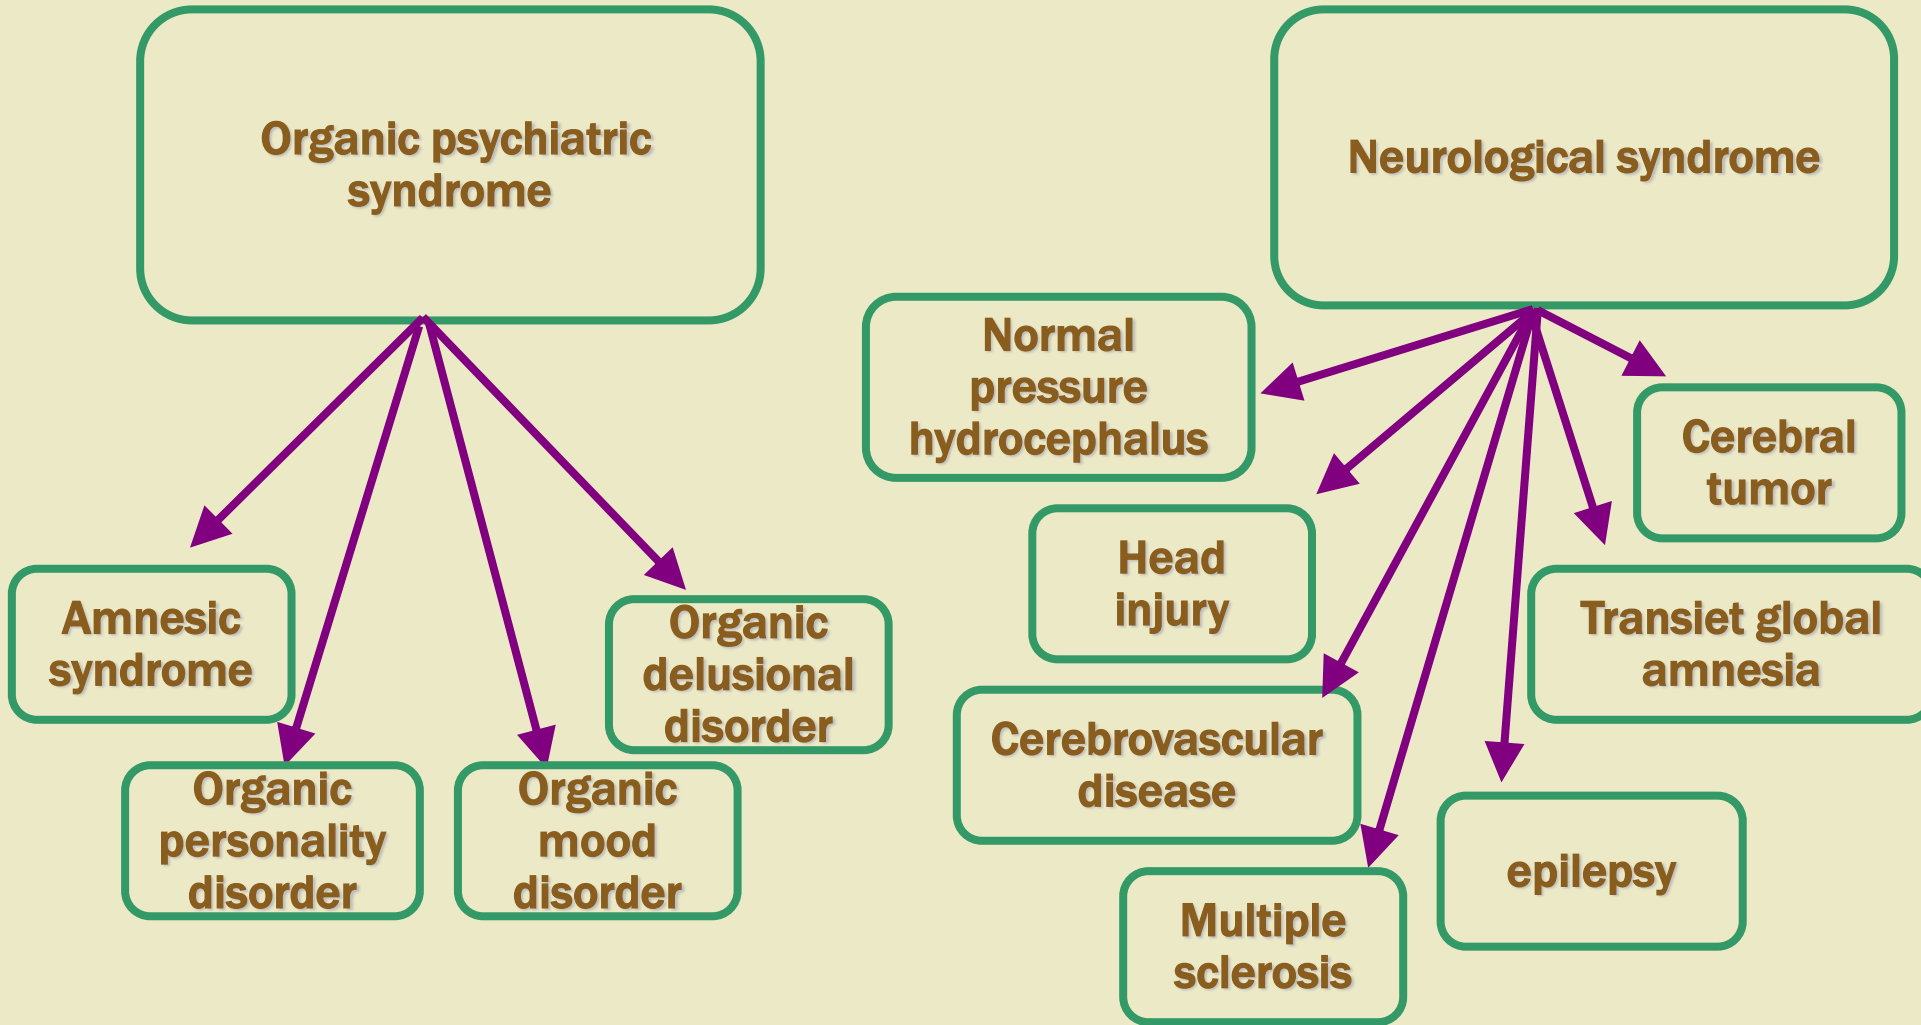 Organic psychiatric
syndrome
Amnesic
syndrome
Organic
personality
disorder
Organic
mood
disorder
Organic
delusional
disorder
Neurological syndrome
Normal
pressure
hydrocephalus
Head
injury
Cerebrovascular
disease
Multiple
sclerosis
epilepsy
Transiet global
amnesia
Cerebral
tumor